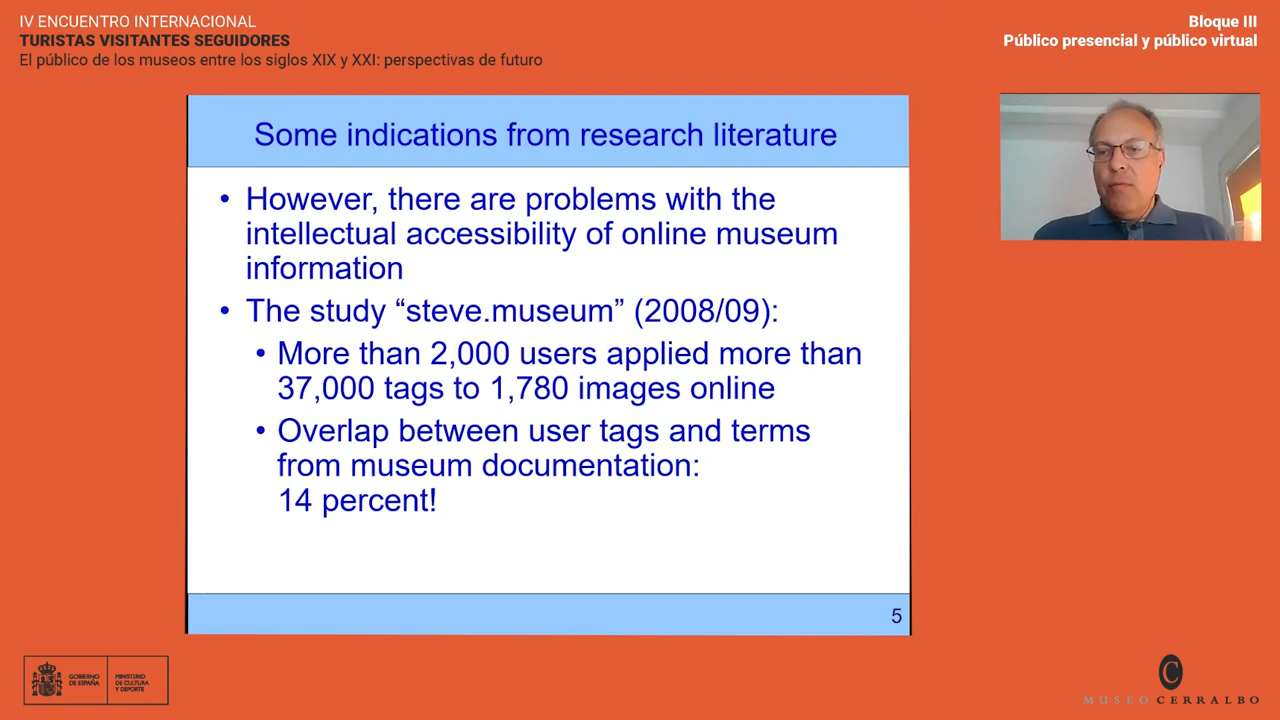 IV ENCUENTRO INTERNACIONAL
TURISTAS VISITANTES SEGUIDORES
El público de los museos entre los siglos XIX y XXI: perspectivas de futuro
Bloque III
Público presencial y público virtual
Some indications from research literature
• However, there are problems with the
intellectual accessibility of online museum
information
• The study “steve.museum” (2008/09):
• More than 2,000 users applied more than
37,000 tags to 1,780 images online
• Overlap between user tags and terms
from museum documentation:
14 percent!
5
GOBIERNO
DE ESPAÑA
MINISTERIO
DE CULTURA
Y DEPORTE
C
MUSEO CERRALBO